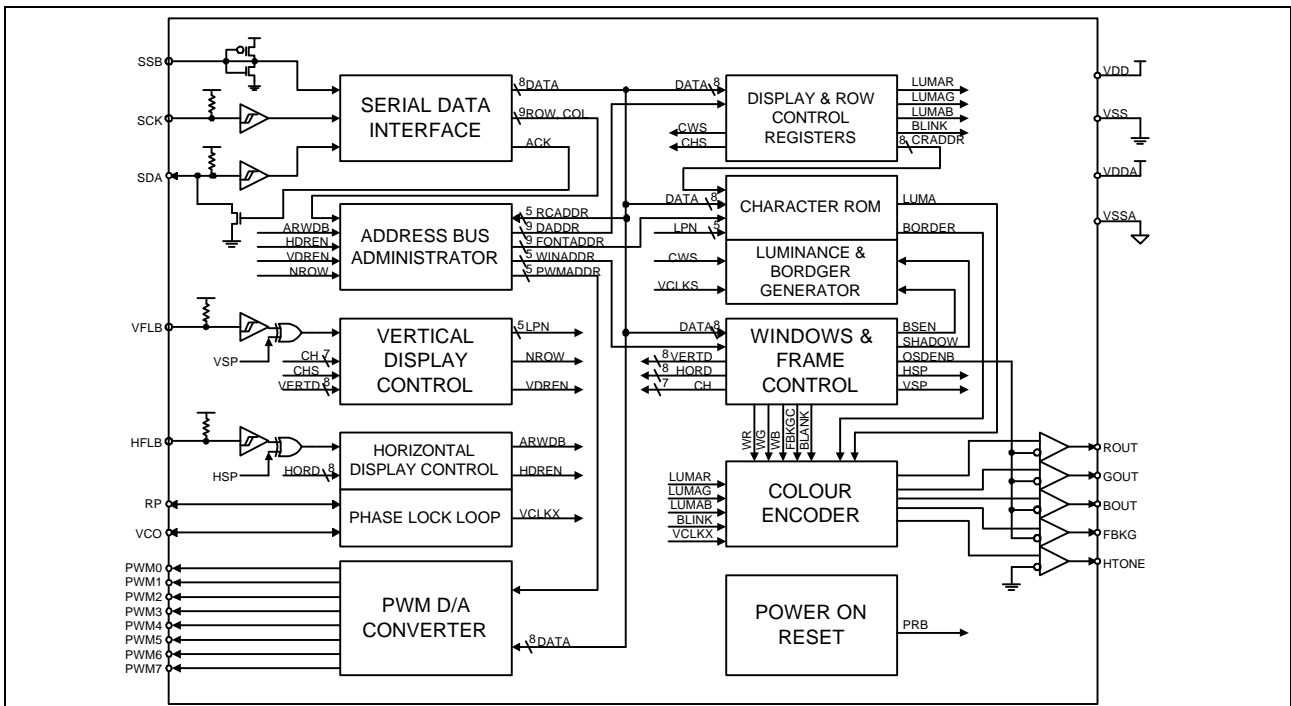 SSB
SCK
SDA
VFLB
VSP
HFLB
HSP
RP
VCO
PWM0
PWM1
PWM2
PWM3
PWM4
PWM5
PWM6
PWM7
SERIAL DATA
INTERFACE
8 DATA
9 ROW, COL
ACK
ARWDB
HDREN
VDREN
NROW
ADDRESS BUS
ADMINISTRATOR
5 RCADDR
9 DADDR
9 FONTADDR
5 WINADDR
5 PWMADDR
CH 7
CHS
VERTD 8
VERTICAL
DISPLAY
CONTROL
5 LPN
NROW
VDREN
HORD 8
HORIZONTAL
DISPLAY CONTROL
ARWDB
HDREN
PHASE LOCK LOOP
VCLKX
PWM D/A
CONVERTER
8 DATA
DATA 8
CWS
CHS
DISPLAY & ROW
CONTROL
REGISTERS
LUMAR
LUMAG
LUMAB
BLINK
8 CRADDR
DATA 8
LPN 5
CWS
VCLKS
CHARACTER ROM
LUMA
BORDER
LUMINANCE &
BORDGER
GENERATOR
DATA 8
8 VERTD
8 HORD
7 CH
WINDOWS &
FRAME
CONTROL
BSEN
SHADOW
OSDENB
HSP
VSP
WR
WG
WB
FBKGC
BLANK
LUMAR
LUMAG
LUMAB
BLINK
VCLKX
COLOUR
ENCODER
POWER ON
RESET
PRB
VDD
VSS
VDDA
VSSA
ROUT
GOUT
BOUT
FBKG
HTONE